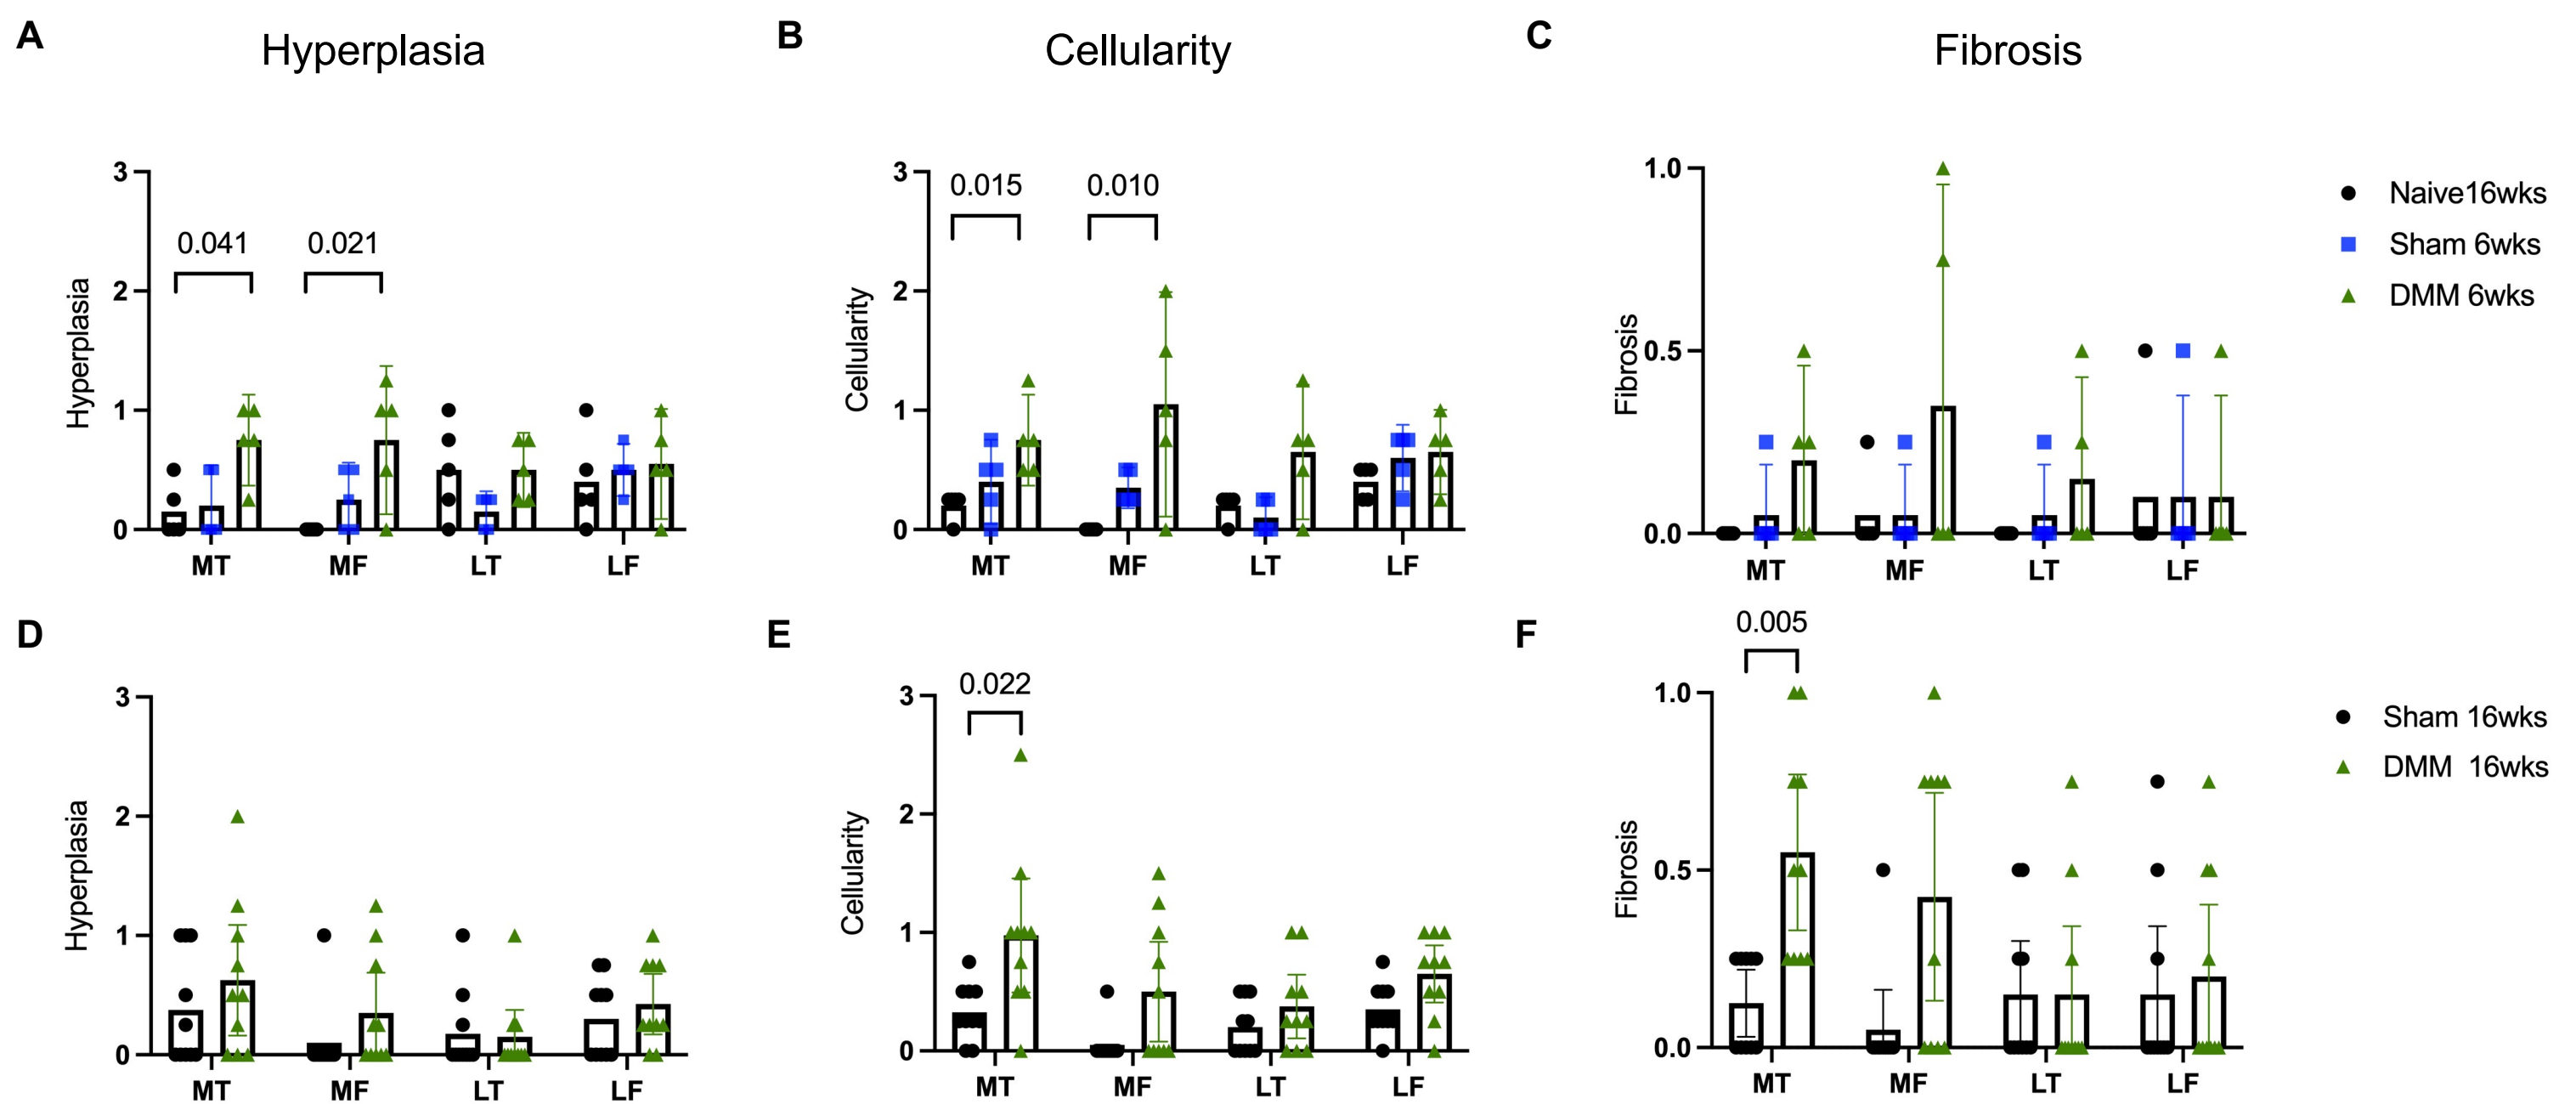 A Hyperplasia
B Cellularity
C Fibrosis
Hyperplasia
3
2
1
0
0.041 0.021
MT MF LT LF
Cellularity
3
2
1
0
0.015 0.010
MT MF LT LF
Fibrosis
1.0
0.5
0.0
MT MF LT LF
Naive16wks
Sham 6wks
DMM 6wks
D
Hyperplasia
3
2
1
0
MT MF LT LF
E
Cellularity
3
2
1
0
0.022
MT MF LT LF
F
Fibrosis
1.0
0.5
0.0
0.005
MT MF LT LF
Sham 16wks
DMM 16wks